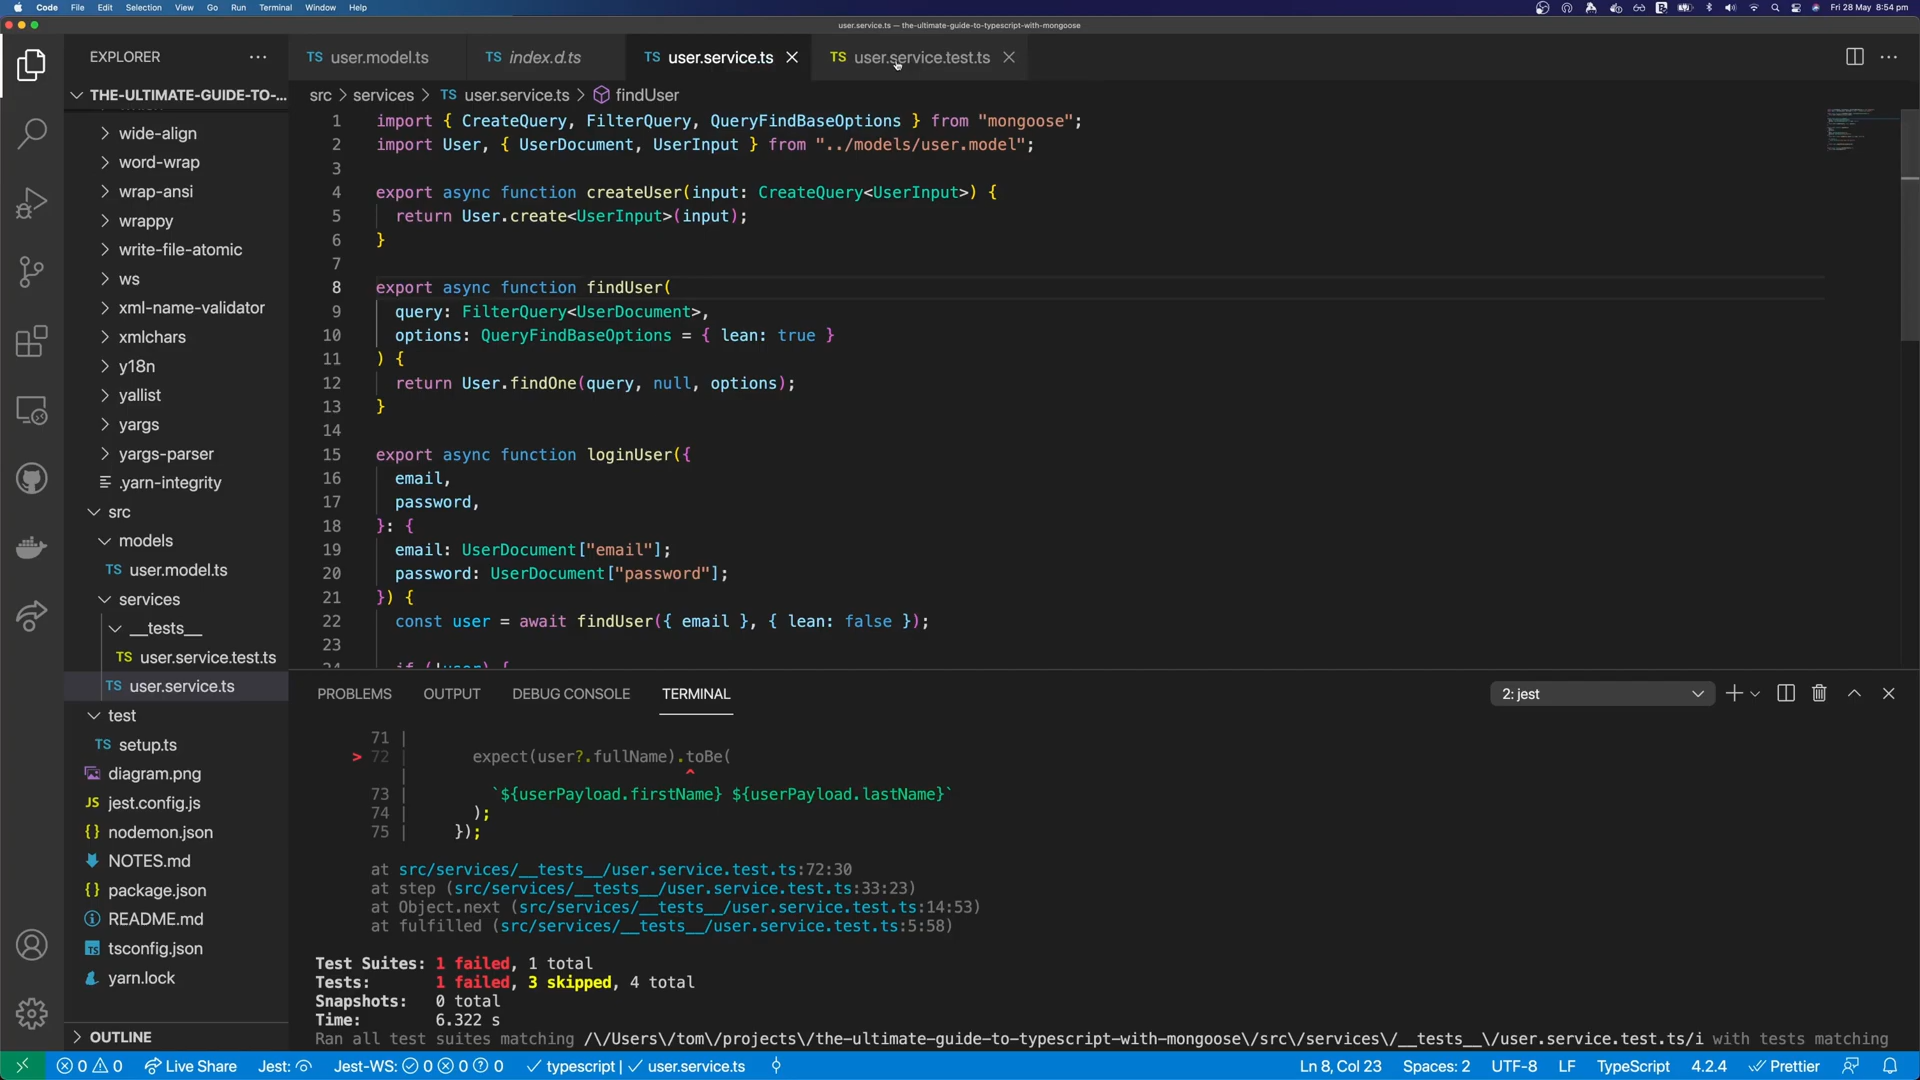 Code File Edit Selection View Go Run Terminal Window Help
Fri 28 May 8:54 pm
user.service.ts — the-ultimate-guide-to-typescript-with-mongoose
EXPLORER
TS user.model.ts
TS index.d.ts
TS user.service.ts
TS user.service.test.ts
THE-ULTIMATE-GUIDE-TO-...
wide-align
word-wrap
wrap-ansi
wrappy
write-file-atomic
ws
xml-name-validator
xmlchars
y18n
yallist
yargs
yargs-parser
.yarn-integrity
src
models
TS user.model.ts
services
__tests__
TS user.service.test.ts
TS user.service.ts
test
TS setup.ts
diagram.png
JS jest.config.js
{} nodemon.json
NOTES.md
{} package.json
README.md
TS tsconfig.json
yarn.lock
OUTLINE
src > services > TS user.service.ts > findUser
1 import { CreateQuery, FilterQuery, QueryFindBaseOptions } from "mongoose";
2 import User, { UserDocument, UserInput } from "../models/user.model";
3
4 export async function createUser(input: CreateQuery<UserInput>) {
5 return User.create<UserInput>(input);
6 }
7
8 export async function findUser(
9 query: FilterQuery<UserDocument>,
10 options: QueryFindBaseOptions = { lean: true }
11 ) {
12 return User.findOne(query, null, options);
13 }
14
15 export async function loginUser({
16 email,
17 password,
18 }: {
19 email: UserDocument["email"];
20 password: UserDocument["password"];
21 }) {
22 const user = await findUser({ email }, { lean: false });
23
24 if (!user) {
PROBLEMS OUTPUT DEBUG CONSOLE TERMINAL
2: jest
71 |
> 72 | expect(user?.fullName).toBe(
| ^
73 | `${userPayload.firstName} ${userPayload.lastName}`
74 | );
75 | });
at src/services/__tests__/user.service.test.ts:72:30
at step (src/services/__tests__/user.service.test.ts:33:23)
at Object.next (src/services/__tests__/user.service.test.ts:14:53)
at fulfilled (src/services/__tests__/user.service.test.ts:5:58)
Test Suites: 1 failed, 1 total
Tests: 1 failed, 3 skipped, 4 total
Snapshots: 0 total
Time: 6.322 s
Ran all test suites matching /\/Users\/tom\/projects\/the-ultimate-guide-to-typescript-with-mongoose\/src\/services\/__tests__\/user.service.test.ts/i with tests matching
0 0 Live Share Jest: Jest-WS: 0 0 0 typescript | user.service.ts
Ln 8, Col 23 Spaces: 2 UTF-8 LF TypeScript 4.2.4 Prettier